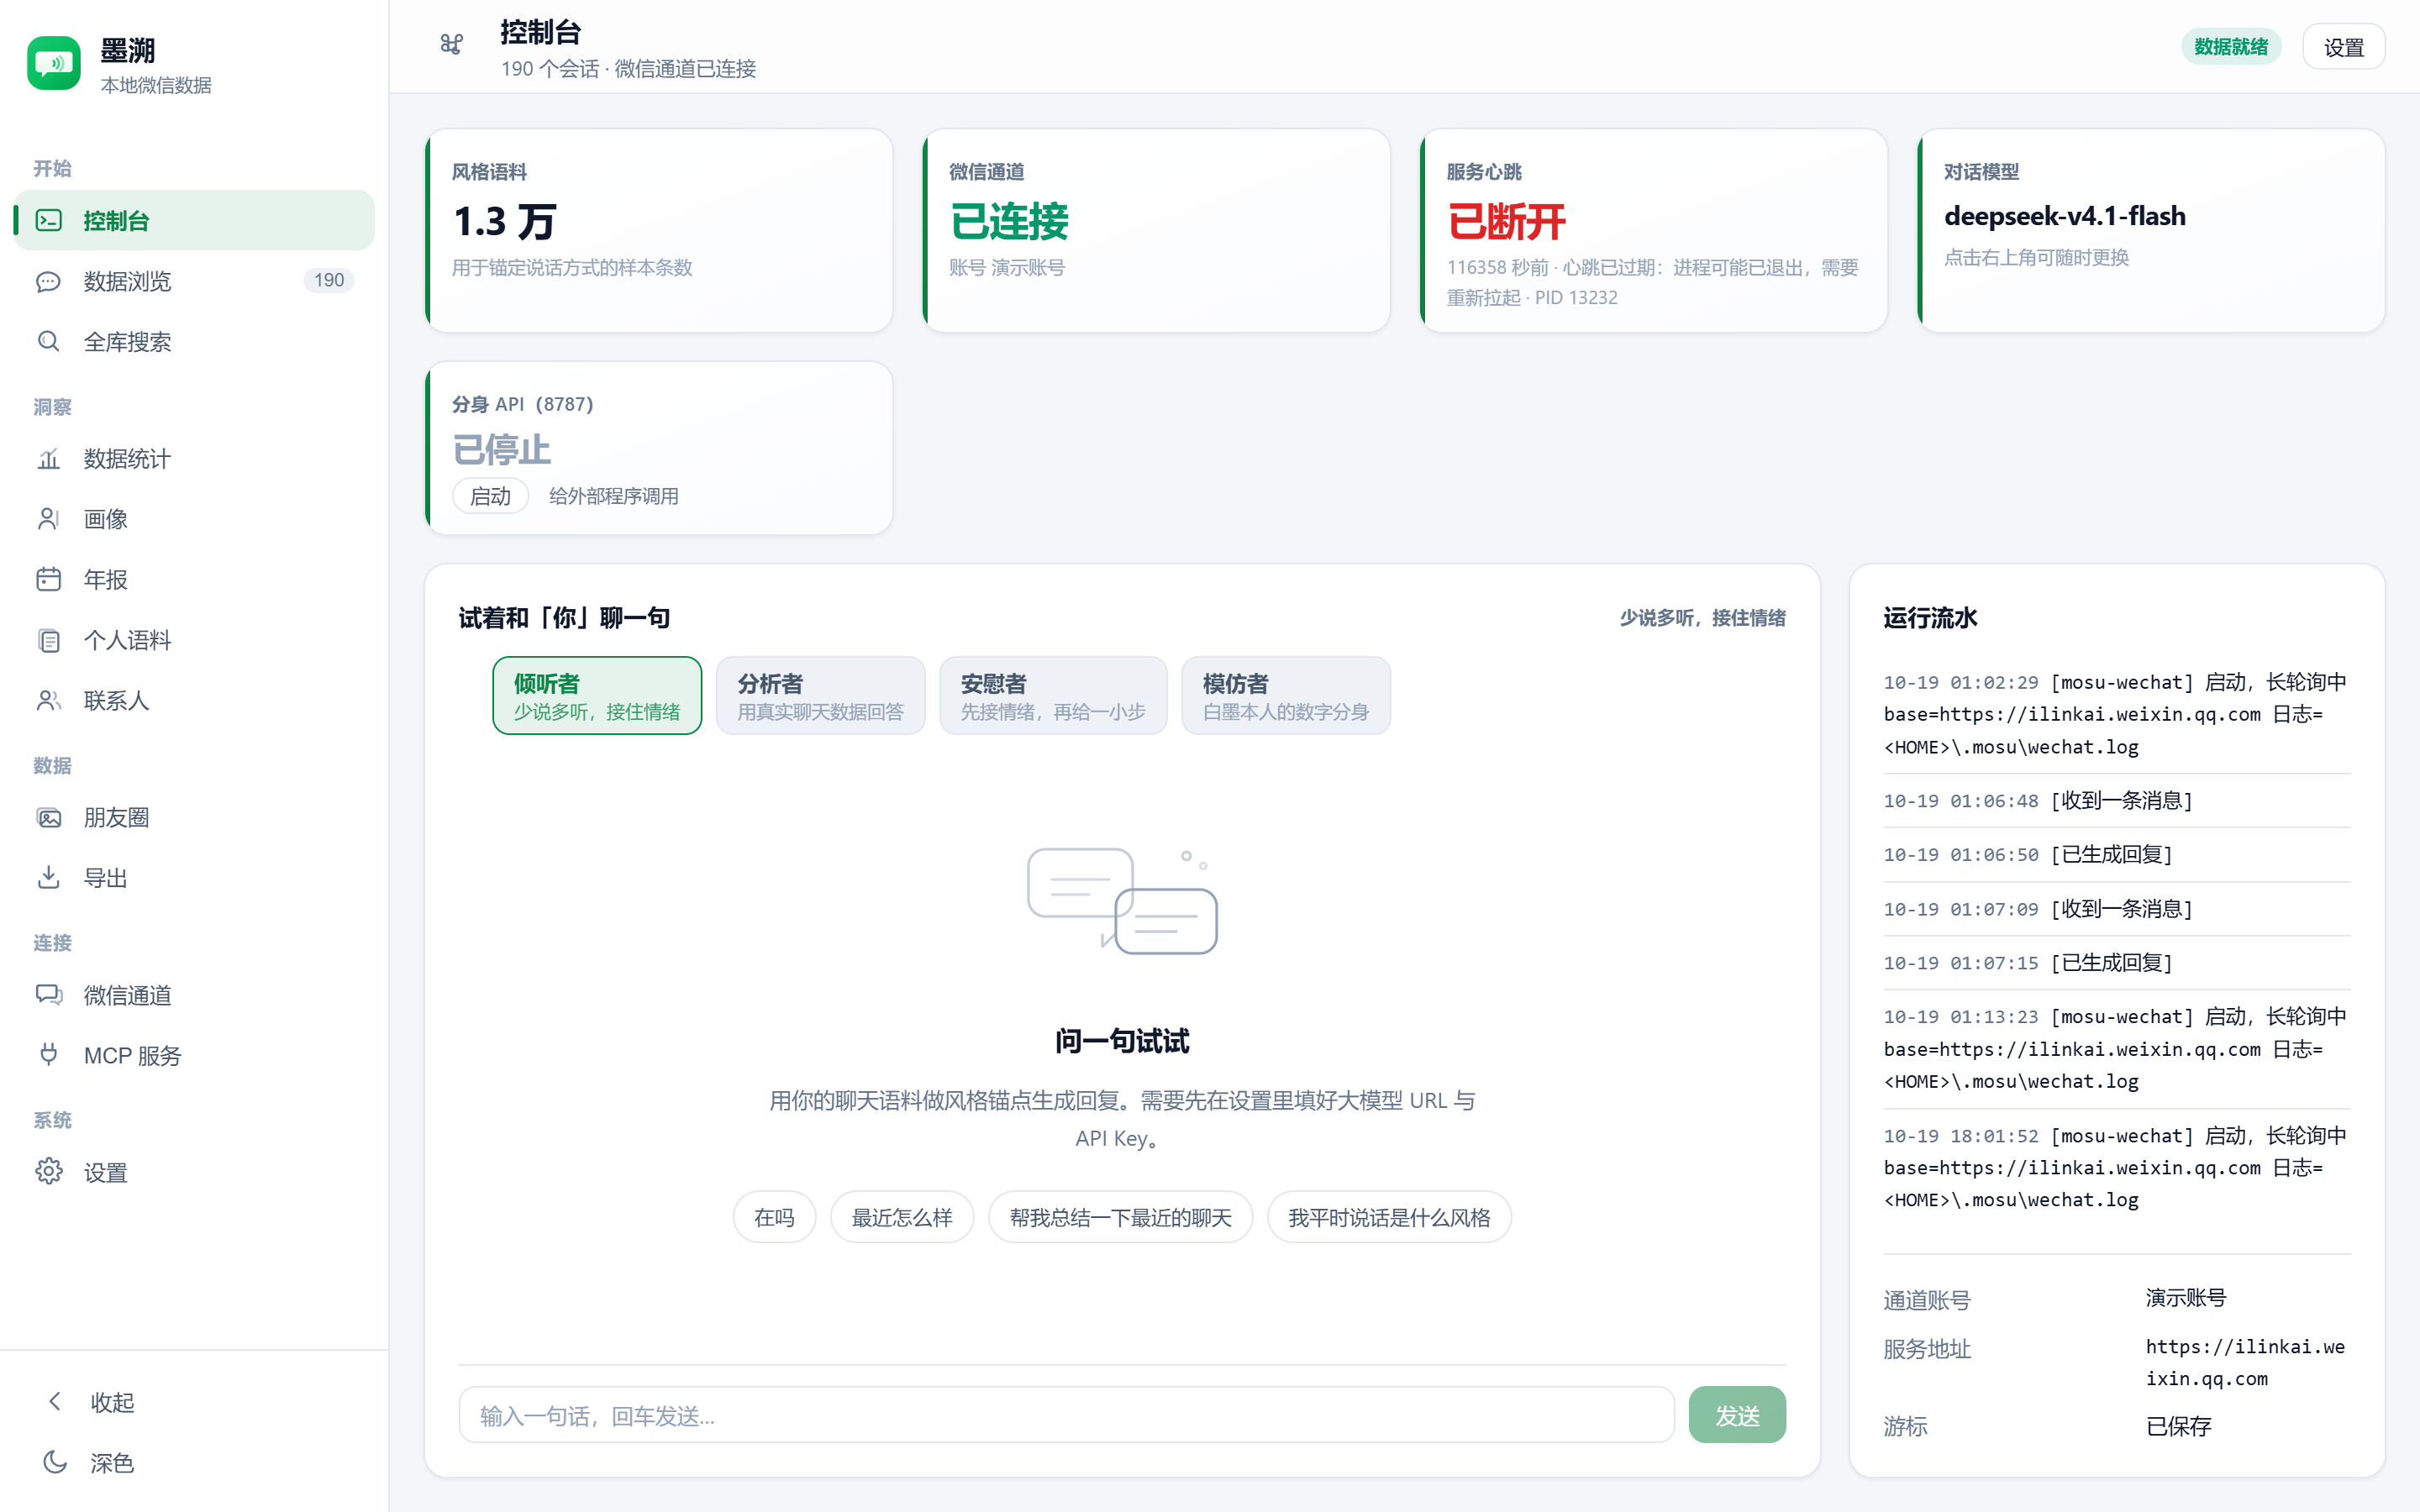 墨溯
本地微信数据
开始
控制台
数据浏览 190
全库搜索
洞察
数据统计
画像
年报
个人语料
联系人
数据
朋友圈
导出
连接
微信通道
MCP 服务
系统
设置
收起
深色
控制台
190 个会话 · 微信通道已连接
数据就绪 设置
风格语料
1.3 万
用于锚定说话方式的样本条数
微信通道
已连接
账号 演示账号
服务心跳
已断开
116358 秒前 · 心跳已过期：进程可能已退出，需要
重新拉起 · PID 13232
对话模型
deepseek-v4.1-flash
点击右上角可随时更换
分身 API（8787）
已停止
启动 给外部程序调用
试着和「你」聊一句 少说多听，接住情绪
倾听者
少说多听，接住情绪
分析者
用真实聊天数据回答
安慰者
先接情绪，再给一小步
模仿者
白墨本人的数字分身
问一句试试
用你的聊天语料做风格锚点生成回复。需要先在设置里填好大模型 URL 与
API Key。
在吗 最近怎么样 帮我总结一下最近的聊天 我平时说话是什么风格
输入一句话，回车发送...
发送
运行流水
10-19 01:02:29 [mosu-wechat] 启动，长轮询中
base=https://ilinkai.weixin.qq.com 日志=
<HOME>\.mosu\wechat.log
10-19 01:06:48 [收到一条消息]
10-19 01:06:50 [已生成回复]
10-19 01:07:09 [收到一条消息]
10-19 01:07:15 [已生成回复]
10-19 01:13:23 [mosu-wechat] 启动，长轮询中
base=https://ilinkai.weixin.qq.com 日志=
<HOME>\.mosu\wechat.log
10-19 18:01:52 [mosu-wechat] 启动，长轮询中
base=https://ilinkai.weixin.qq.com 日志=
<HOME>\.mosu\wechat.log
通道账号 演示账号
服务地址 https://ilinkai.we
ixin.qq.com
游标 已保存